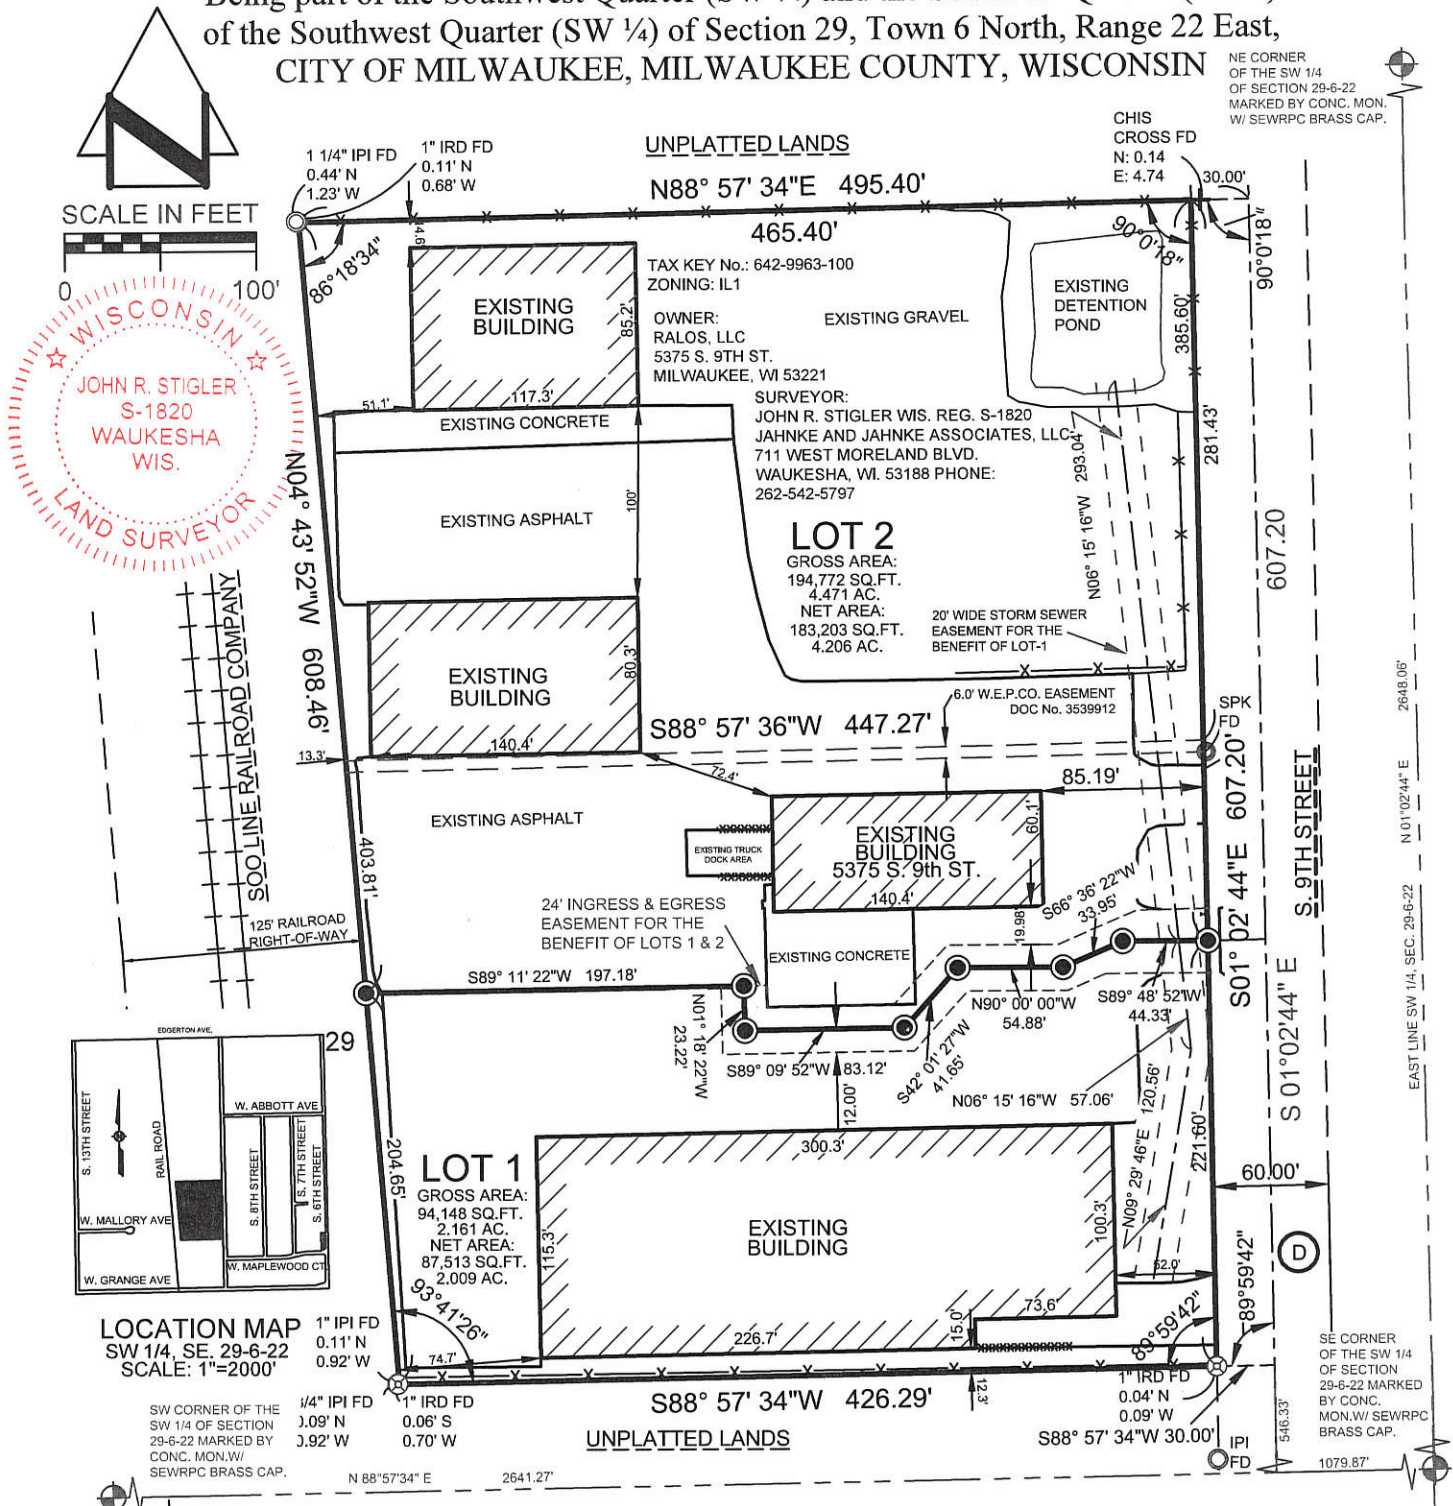 of the Southwest Quarter (SW ¼) of Section 29, Town 6 North, Range 22 East,
CITY OF MILWAUKEE, MILWAUKEE COUNTY, WISCONSIN
NE CORNER
OF THE SW 1/4
OF SECTION 29-6-22
MARKED BY CONC. MON.
W/ SEWRPC BRASS CAP.
N
SCALE IN FEET
0 100'
1 1/4" IPI FD
0.44' N
1.23' W
1" IRD FD
0.11' N
0.68' W
UNPLATTED LANDS
N88° 57' 34"E 495.40'
465.40'
CHIS
CROSS FD
N: 0.14
E: 4.74
30.00'
90°0'18"
90°0'18"
86°18'34"
WISCONSIN
JOHN R. STIGLER
S-1820
WAUKESHA
WIS.
LAND SURVEYOR
EXISTING
BUILDING
85.2'
117.3'
51.1'
TAX KEY No.: 642-9963-100
ZONING: IL1
OWNER:
RALOS, LLC
5375 S. 9TH ST.
MILWAUKEE, WI 53221
EXISTING GRAVEL
EXISTING
DETENTION
POND
385.60'
281.43'
SURVEYOR:
JOHN R. STIGLER WIS. REG. S-1820
JAHNKE AND JAHNKE ASSOCIATES, LLC
711 WEST MORELAND BLVD.
WAUKESHA, WI. 53188 PHONE:
262-542-5797
EXISTING CONCRETE
EXISTING ASPHALT
100'
N04° 43' 52"W 608.46'
SOO LINE RAILROAD COMPANY
LOT 2
GROSS AREA:
194,772 SQ.FT.
4.471 AC.
NET AREA:
183,203 SQ.FT.
4.206 AC.
N06° 15' 16"W 293.04
20' WIDE STORM SEWER
EASEMENT FOR THE
BENEFIT OF LOT-1
607.20
EXISTING
BUILDING
80.3'
140.4'
13.3'
6.0' W.E.P.CO. EASEMENT
DOC No. 3539912
S88° 57' 36"W 447.27'
SPK
FD
72.4'
85.19'
S01° 02' 44"E 607.20'
S. 9TH STREET
S 01°02'44" E
EAST LINE SW 1/4, SEC. 29-6-22 N 01°02'44" E 2648.06'
EXISTING ASPHALT
403.81'
EXISTING TRUCK
DOCK AREA
EXISTING
BUILDING
5375 S. 9th ST.
60.1'
140.4'
24' INGRESS & EGRESS
EASEMENT FOR THE
BENEFIT OF LOTS 1 & 2
19.98'
S66° 36' 22"W
33.95'
125' RAILROAD
RIGHT-OF-WAY
EXISTING CONCRETE
S89° 11' 22"W 197.18'
N01° 18' 22"W
23.22'
S89° 09' 52"W 83.12'
S42° 01' 27"W
41.65'
N90° 00' 00"W
54.88'
S89° 48' 52"W
44.33'
12.00'
N06° 15' 16"W 57.06'
N09° 29' 46"E 120.56'
221.60'
EDGERTON AVE.
29
W. ABBOTT AVE
S. 13TH STREET
RAIL ROAD
S. 8TH STREET
S. 7TH STREET
S. 6TH STREET
W. MALLORY AVE
W. GRANGE AVE
W. MAPLEWOOD CT
LOCATION MAP
SW 1/4, SE. 29-6-22
SCALE: 1"=2000'
204.65'
LOT 1
GROSS AREA:
94,148 SQ.FT.
2.161 AC.
NET AREA:
87,513 SQ.FT.
2.009 AC.
93°41'26"
300.3'
EXISTING
BUILDING
115.3'
100.3'
226.7'
73.6'
15.0'
52.0'
74.7'
60.00'
D
89°59'42"
89°59'42"
1" IPI FD
0.11' N
0.92' W
1" IRD FD
0.06' S
0.70' W
S88° 57' 34"W 426.29'
12.3'
1" IRD FD
0.04' N
0.09' W
UNPLATTED LANDS
S88° 57' 34"W 30.00'
IPI
FD
546.33'
1079.87'
SE CORNER
OF THE SW 1/4
OF SECTION
29-6-22 MARKED
BY CONC.
MON.W/ SEWRPC
BRASS CAP.
SW CORNER OF THE
SW 1/4 OF SECTION
29-6-22 MARKED BY
CONC. MON.W/
SEWRPC BRASS CAP.
N 88°57'34" E 2641.27'